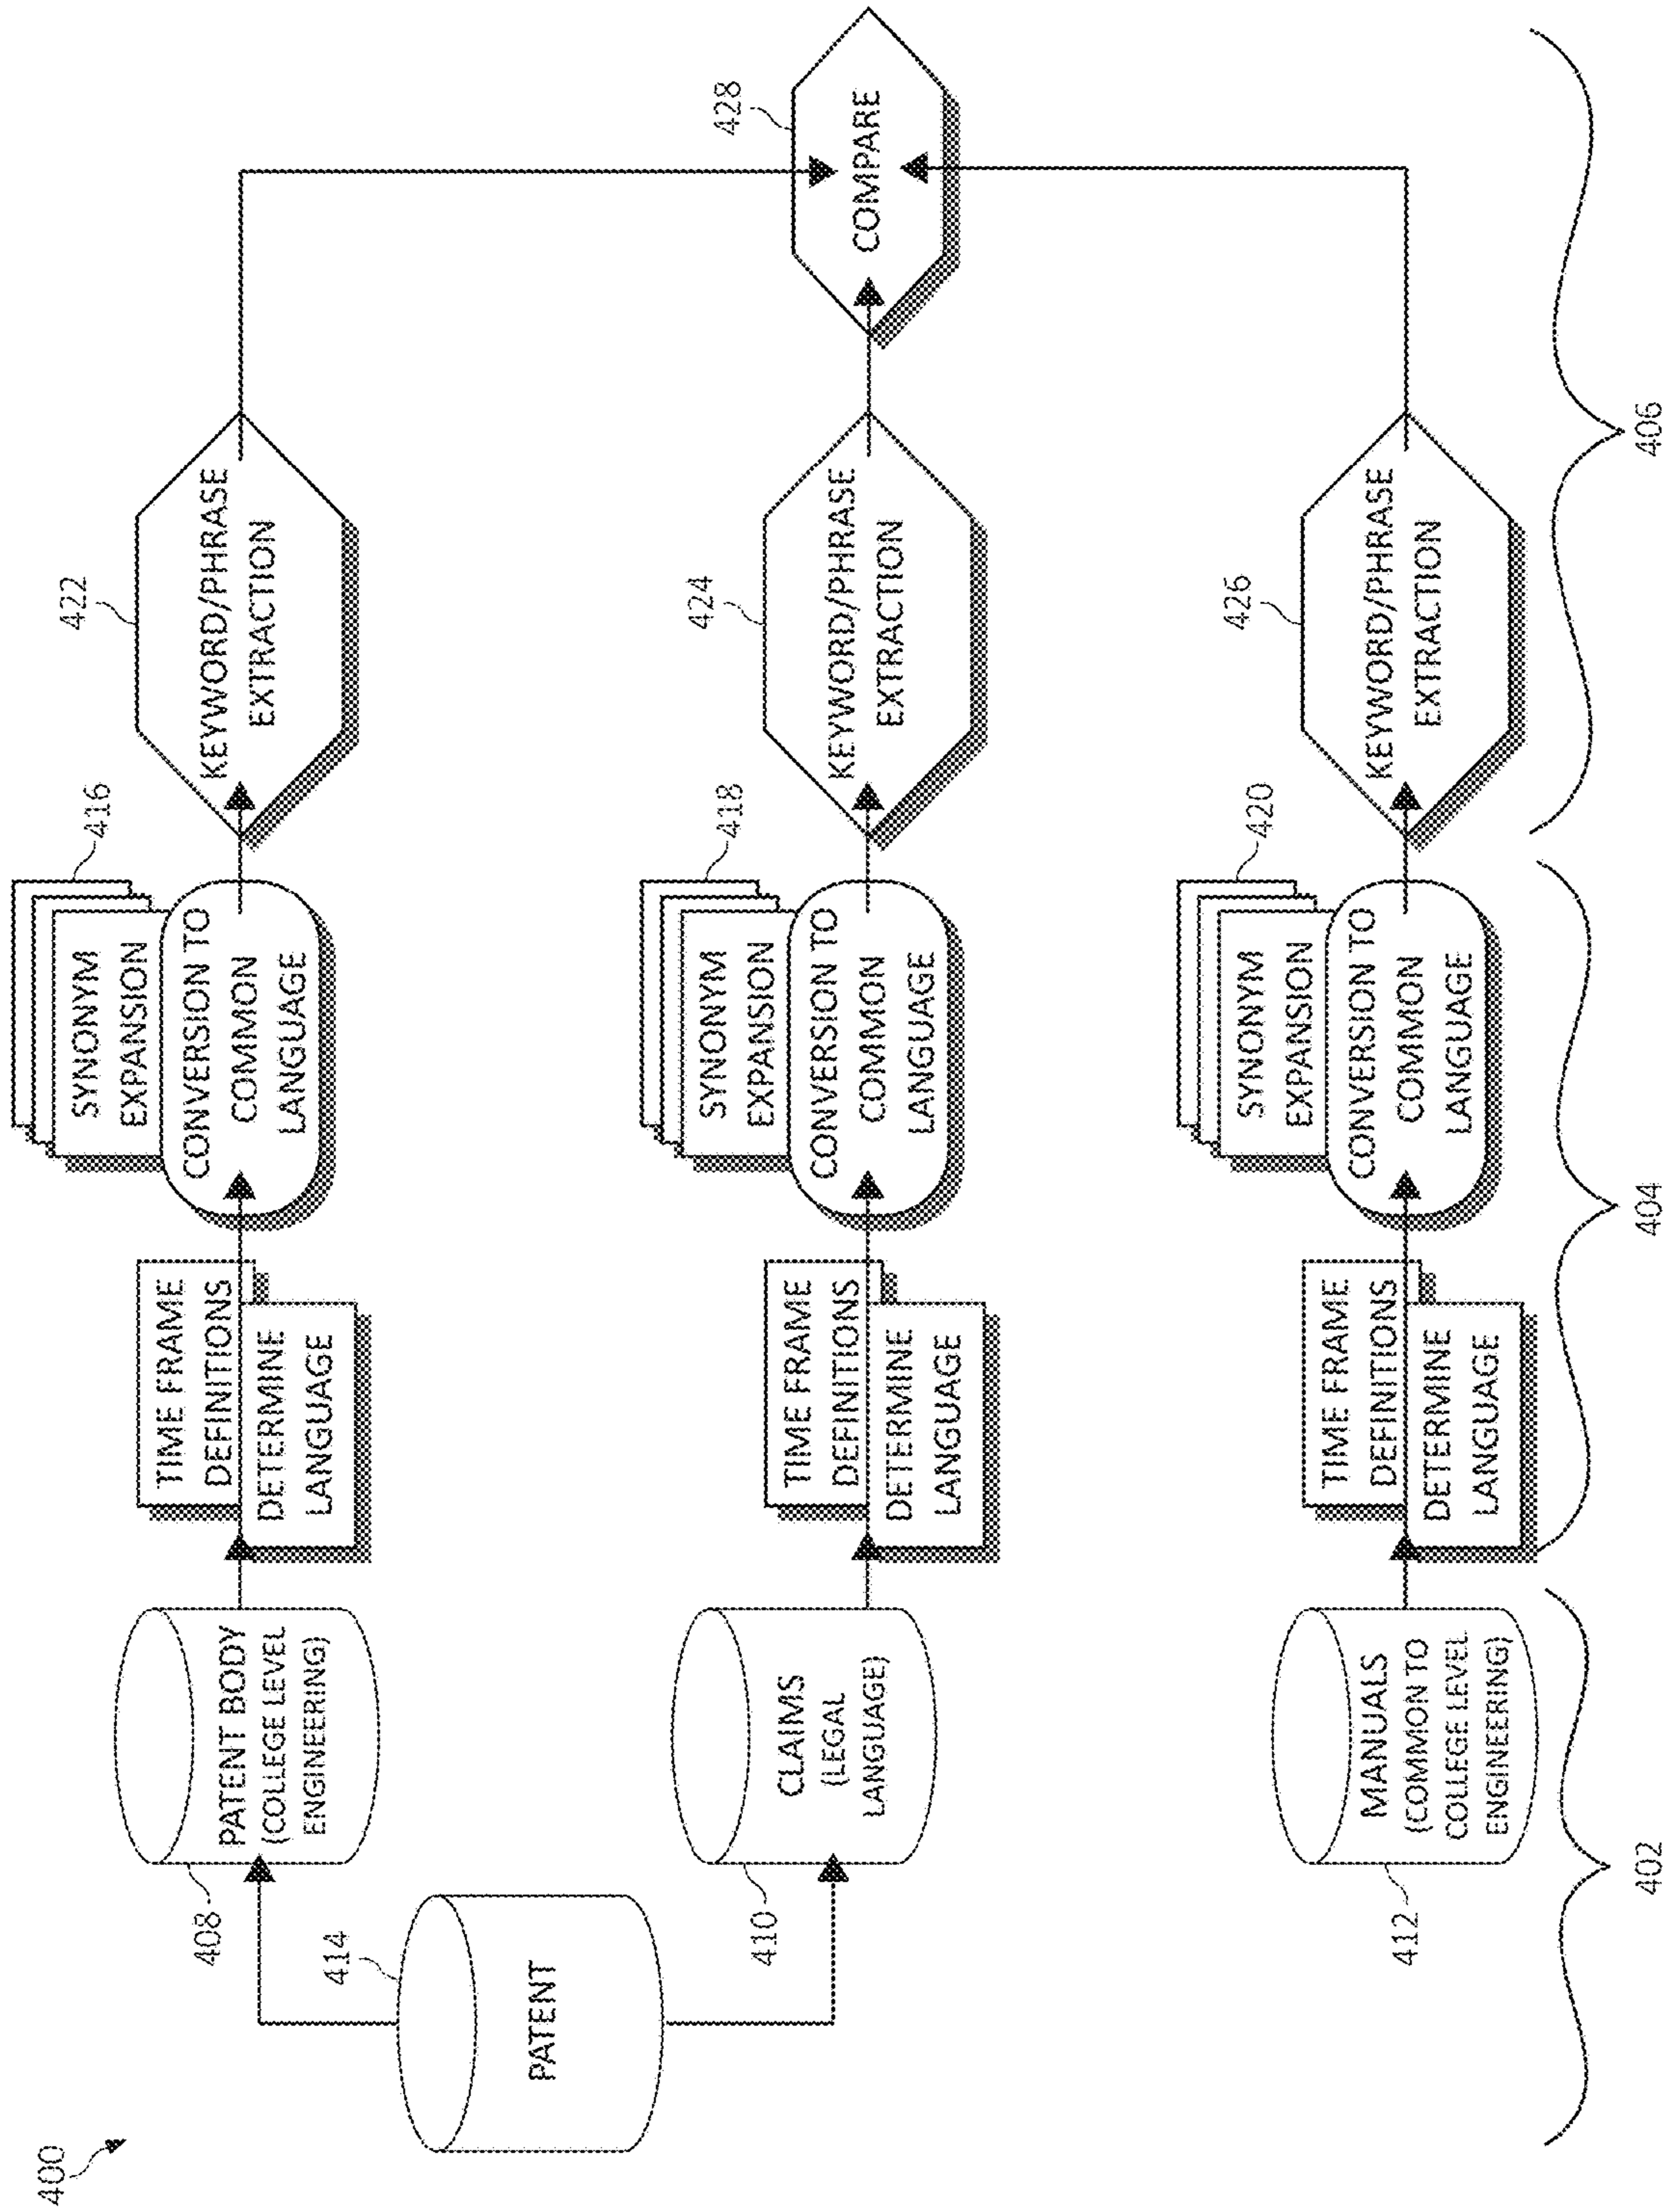 400
414
PATENT
408
PATENT BODY
(COLLEGE LEVEL
ENGINEERING)
TIME FRAME
DEFINITIONS
DETERMINE
LANGUAGE
416
SYNONYM
EXPANSION
CONVERSION TO
COMMON
LANGUAGE
422
KEYWORD/PHRASE
EXTRACTION
410
CLAIMS
(LEGAL
LANGUAGE)
TIME FRAME
DEFINITIONS
DETERMINE
LANGUAGE
418
SYNONYM
EXPANSION
CONVERSION TO
COMMON
LANGUAGE
424
KEYWORD/PHRASE
EXTRACTION
428
COMPARE
412
MANUALS
(COMMON TO
COLLEGE LEVEL
ENGINEERING)
TIME FRAME
DEFINITIONS
DETERMINE
LANGUAGE
420
SYNONYM
EXPANSION
CONVERSION TO
COMMON
LANGUAGE
426
KEYWORD/PHRASE
EXTRACTION
402
404
406